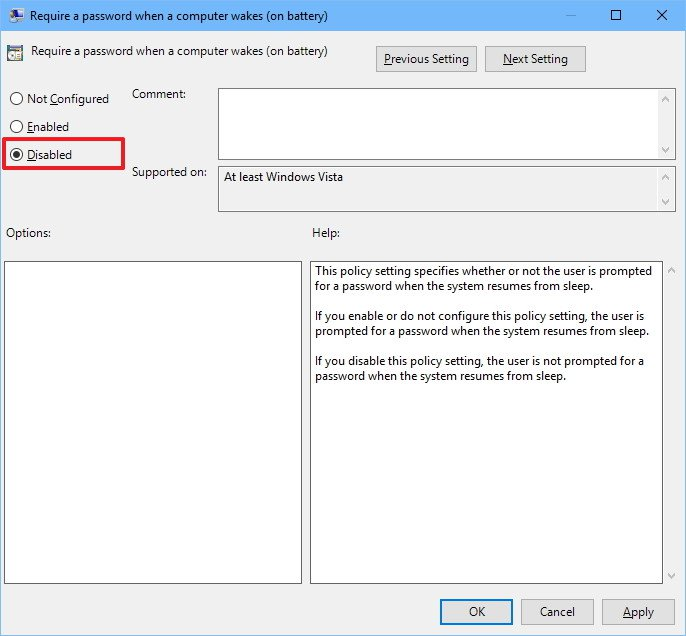 Require a password when a computer wakes (on battery)
Require a password when a computer wakes (on battery)
Previous Setting
Next Setting
Not Configured
Comment:
Enabled
Disabled
Supported on:
At least Windows Vista
Options:
Help:
This policy setting specifies whether or not the user is prompted
for a password when the system resumes from sleep.
If you enable or do not configure this policy setting, the user is
prompted for a password when the system resumes from sleep.
If you disable this policy setting, the user is not prompted for a
password when the system resumes from sleep.
OK
Cancel
Apply